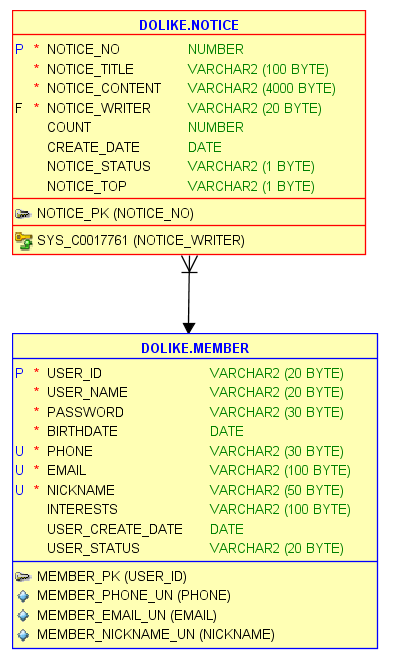 DOLIKE.NOTICE
P * NOTICE_NO NUMBER
* NOTICE_TITLE VARCHAR2 (100 BYTE)
* NOTICE_CONTENT VARCHAR2 (4000 BYTE)
F * NOTICE_WRITER VARCHAR2 (20 BYTE)
COUNT NUMBER
CREATE_DATE DATE
NOTICE_STATUS VARCHAR2 (1 BYTE)
NOTICE_TOP VARCHAR2 (1 BYTE)
NOTICE_PK (NOTICE_NO)
SYS_C0017761 (NOTICE_WRITER)
DOLIKE.MEMBER
P * USER_ID VARCHAR2 (20 BYTE)
* USER_NAME VARCHAR2 (20 BYTE)
* PASSWORD VARCHAR2 (30 BYTE)
* BIRTHDATE DATE
U * PHONE VARCHAR2 (30 BYTE)
U * EMAIL VARCHAR2 (100 BYTE)
U * NICKNAME VARCHAR2 (50 BYTE)
INTERESTS VARCHAR2 (100 BYTE)
USER_CREATE_DATE DATE
USER_STATUS VARCHAR2 (20 BYTE)
MEMBER_PK (USER_ID)
MEMBER_PHONE_UN (PHONE)
MEMBER_EMAIL_UN (EMAIL)
MEMBER_NICKNAME_UN (NICKNAME)